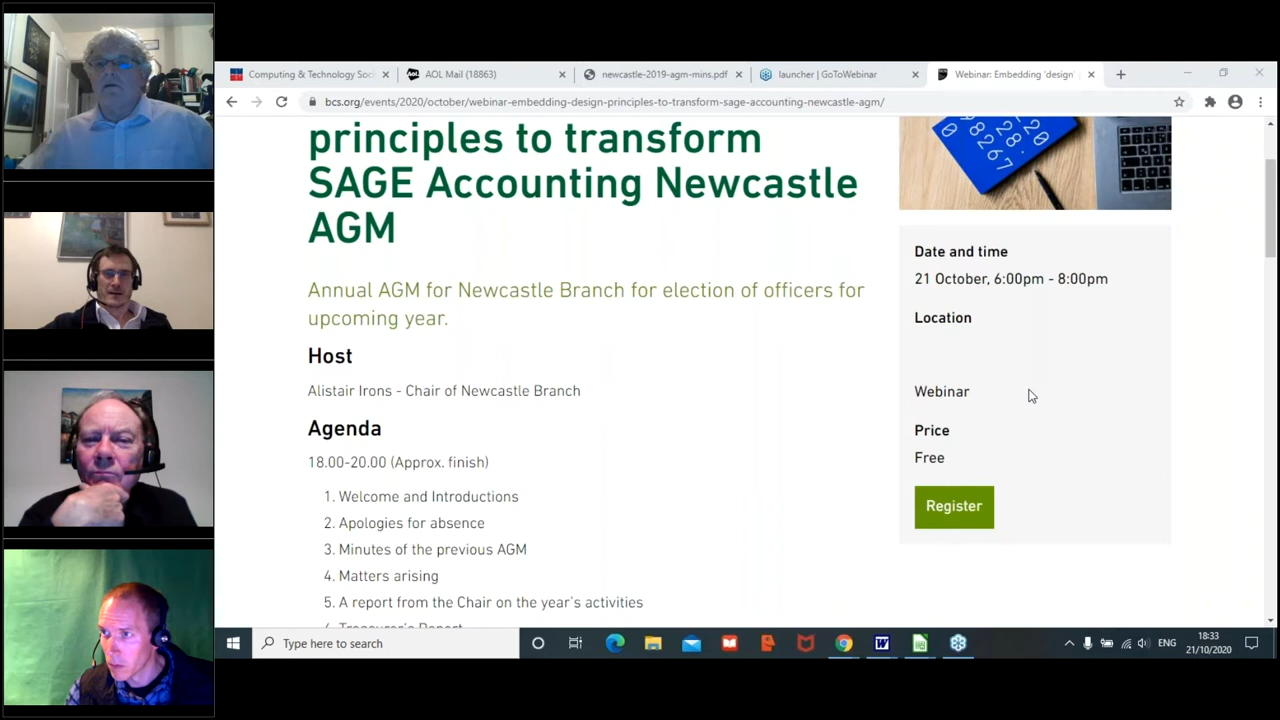 Computing & Technology Soc
AOL Mail (18863)
newcastle-2019-agm-mins.pdf
launcher | GoToWebinar
Webinar: Embedding 'design'
bcs.org/events/2020/october/webinar-embedding-design-principles-to-transform-sage-accounting-newcastle-agm/
principles to transform
SAGE Accounting Newcastle
AGM
Annual AGM for Newcastle Branch for election of officers for
upcoming year.
Host
Alistair Irons - Chair of Newcastle Branch
Agenda
18.00-20.00 (Approx. finish)
1. Welcome and Introductions
2. Apologies for absence
3. Minutes of the previous AGM
4. Matters arising
5. A report from the Chair on the year's activities
Treasurer's Report
Date and time
21 October, 6:00pm - 8:00pm
Location
Webinar
Price
Free
Register
Type here to search
ENG
18:33
21/10/2020